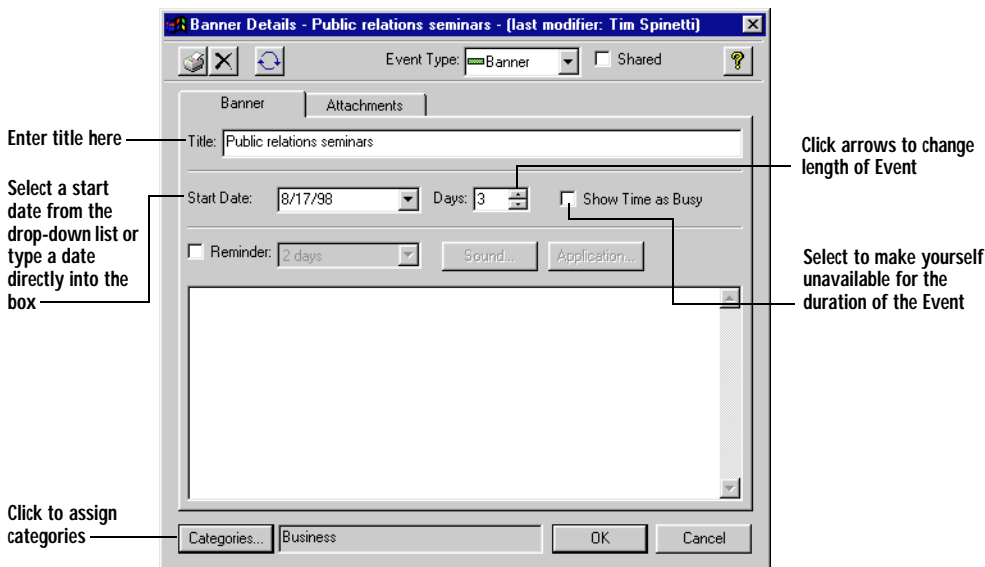 Banner Details - Public relations seminars - (last modifier: Tim Spinetti)
Event Type: Banner Shared
Banner Attachments
Enter title here
Title: Public relations seminars
Click arrows to change
length of Event
Select a start
date from the
drop-down list or
type a date
directly into the
box
Start Date: 8/17/98 Days: 3 Show Time as Busy
Reminder: 2 days Sound... Application...
Select to make yourself
unavailable for the
duration of the Event
Click to assign
categories
Categories... Business OK Cancel